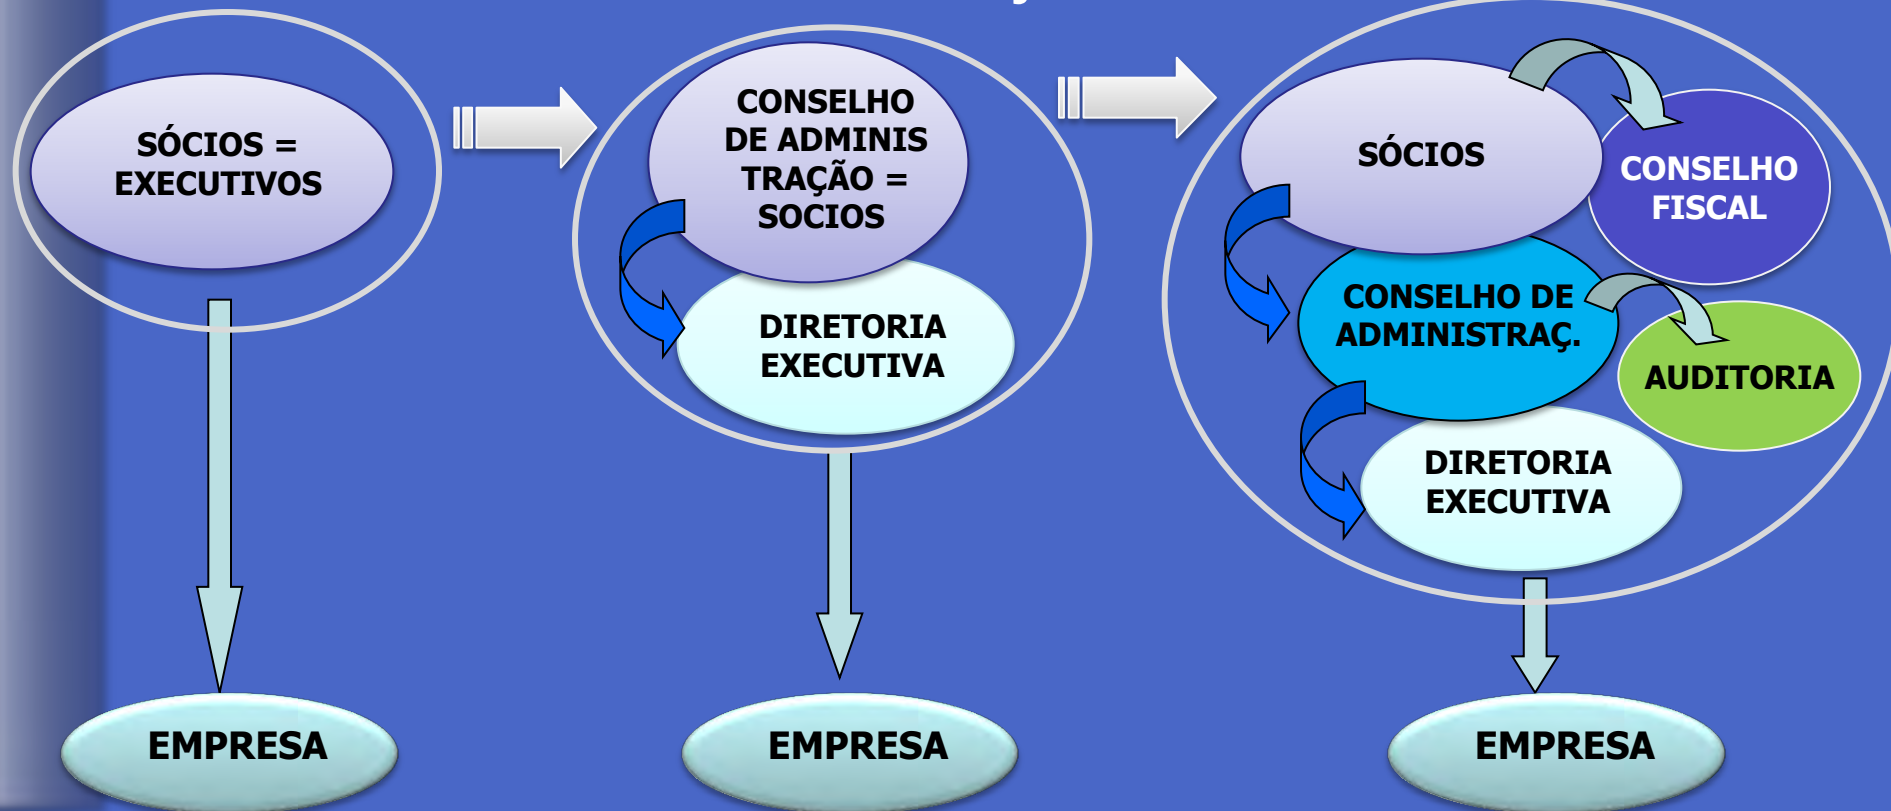 SÓCIOS =
EXECUTIVOS
EMPRESA
CONSELHO
DE ADMINIS
TRAÇÃO =
SOCIOS
DIRETORIA
EXECUTIVA
EMPRESA
SÓCIOS
CONSELHO
FISCAL
CONSELHO DE
ADMINISTRAÇ.
AUDITORIA
DIRETORIA
EXECUTIVA
EMPRESA